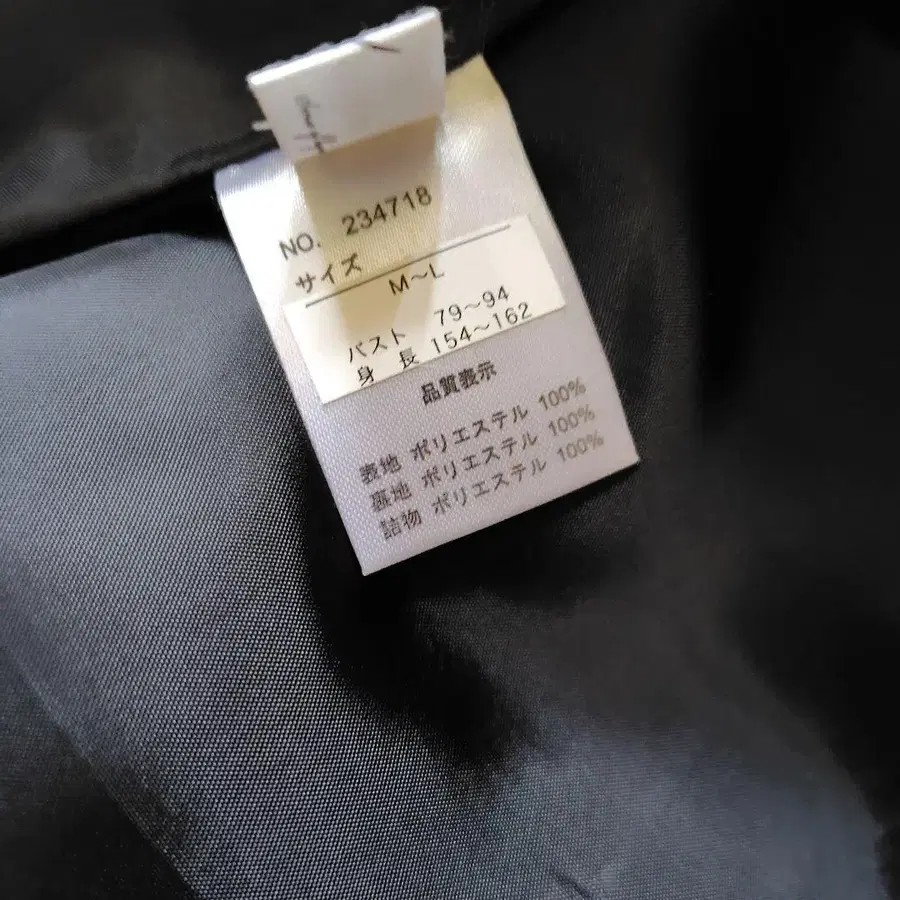 NO. 234718
サイズ
M～L
バスト 79～94
身長 154～162
品質表示
表地 ポリエステル 100%
裏地 ポリエステル 100%
詰物 ポリエステル 100%